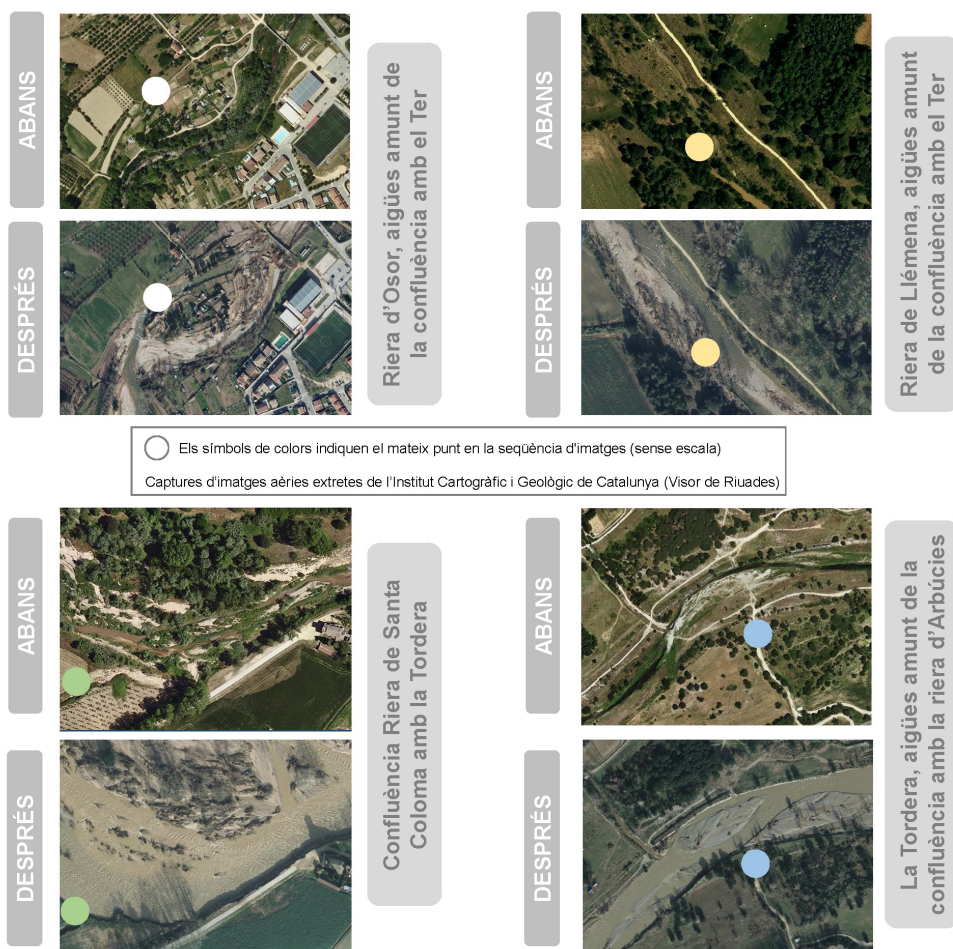 ABANS
DESPRÉS
Riera d'Osor, aigües amunt de
la confluència amb el Ter
ABANS
DESPRÉS
Riera de Llémena, aigües amunt
de la confluència amb el Ter
Els símbols de colors indiquen el mateix punt en la seqüència d'imatges (sense escala)
Captures d'imatges aèries extretes de l'Institut Cartogràfic i Geològic de Catalunya (Visor de Riuades)
ABANS
DESPRÉS
Confluència Riera de Santa
Coloma amb la Tordera
ABANS
DESPRÉS
La Tordera, aigües amunt de la
confluència amb la riera d'Arbúcies